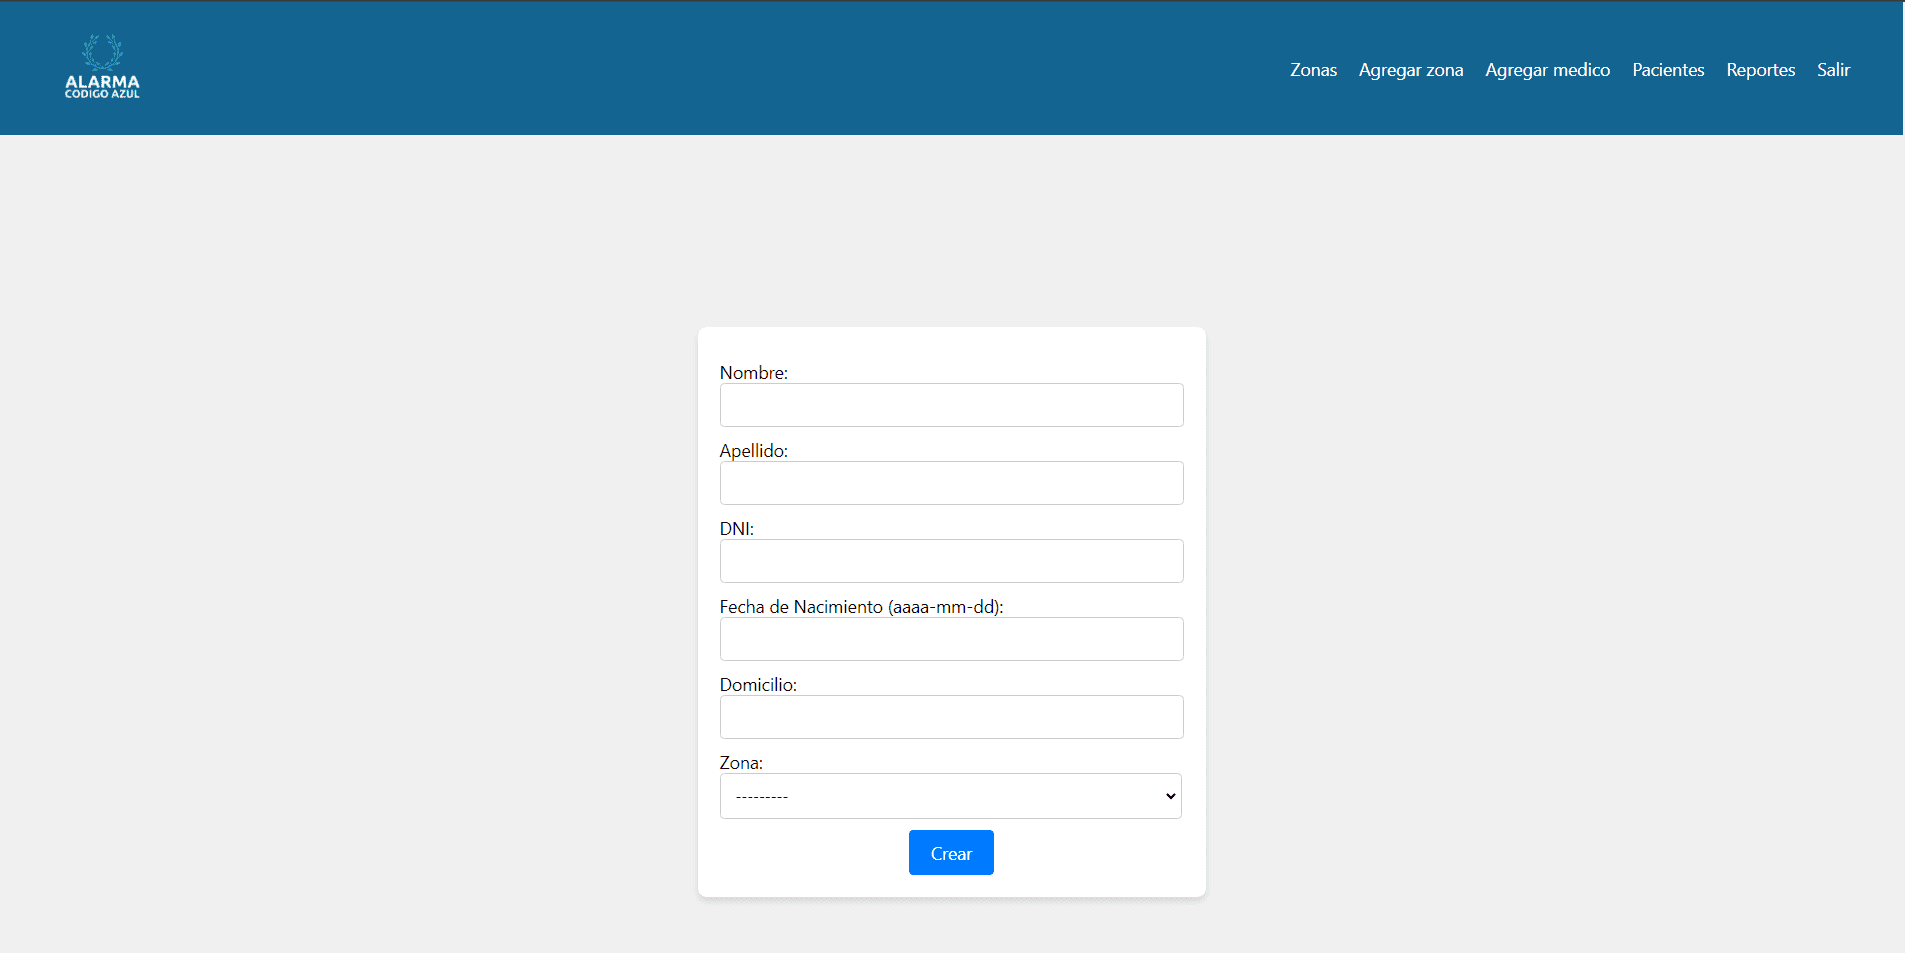 ALARMA
CODIGO AZUL
Zonas Agregar zona Agregar medico Pacientes Reportes Salir
Nombre:
Apellido:
DNI:
Fecha de Nacimiento (aaaa-mm-dd):
Domicilio:
Zona:
---------
Crear